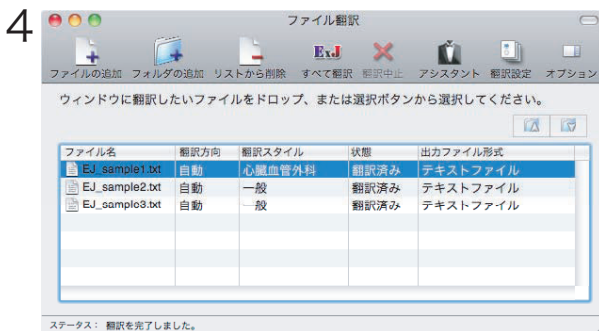 4
ファイル翻訳
ファイルの追加 フォルダの追加 リストから削除 すべて翻訳 翻訳中止 アシスタント 翻訳設定 オプション
ExJ
ウィンドウに翻訳したいファイルをドロップ、または選択ボタンから選択してください。
ファイル名 翻訳方向 翻訳スタイル 状態 出力ファイル形式
EJ_sample1.txt 自動 心臓血管外科 翻訳済み テキストファイル
EJ_sample2.txt 自動 一般 翻訳済み テキストファイル
EJ_sample3.txt 自動 一般 翻訳済み テキストファイル
ステータス： 翻訳を完了しました。